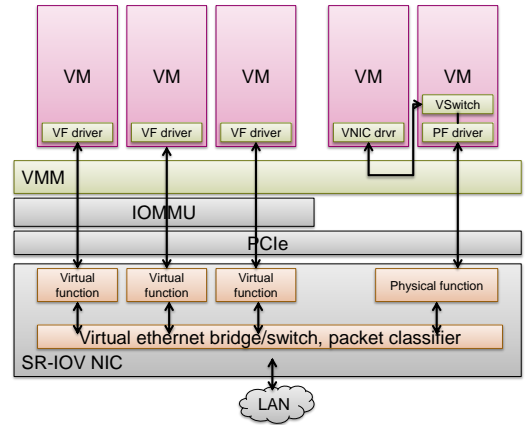 VM VM VM VM VM
VSwitch
VF driver VF driver VF driver VNIC drvr PF driver
VMM
IOMMU
PCIe
Virtual function Virtual function Virtual function Physical function
Virtual ethernet bridge/switch, packet classifier
SR-IOV NIC
LAN